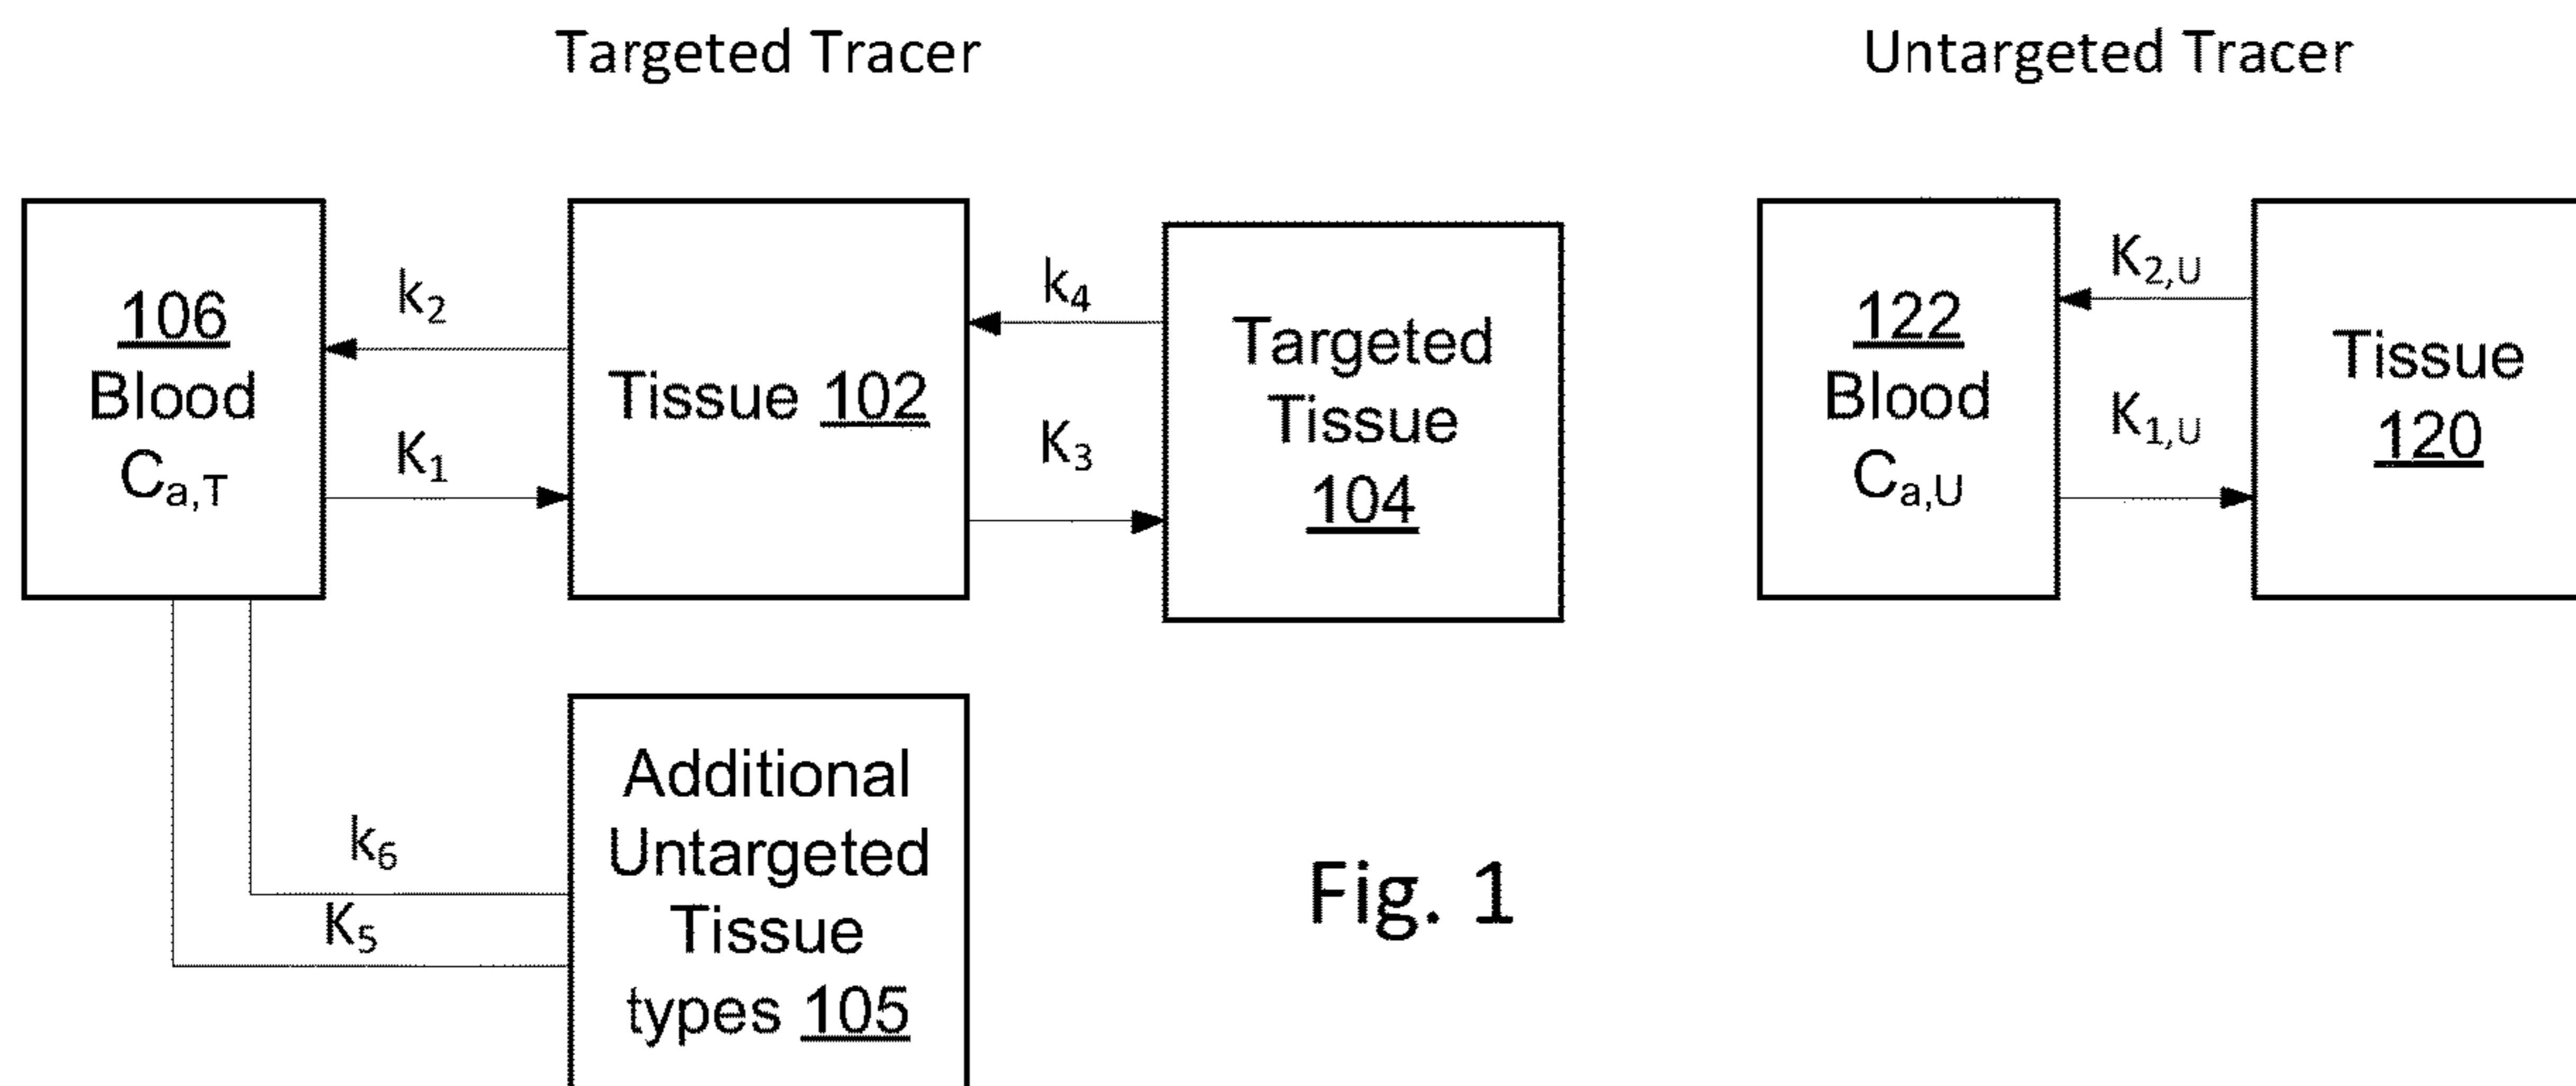 Targeted Tracer
Untargeted Tracer
106
Blood
Ca,T
k2
K1
Tissue 102
k4
K3
Targeted
Tissue
104
122
Blood
Ca,U
K2,U
K1,U
Tissue
120
k6
K5
Additional
Untargeted
Tissue
types 105
Fig. 1